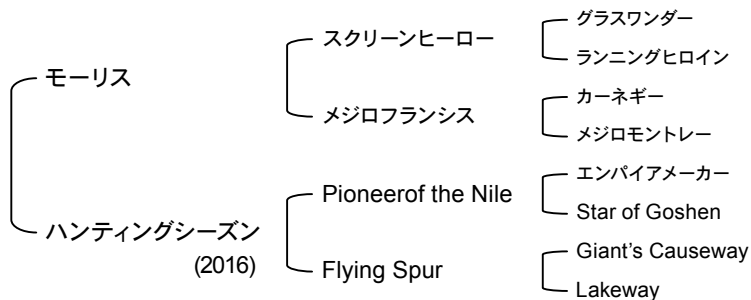 モーリス
スクリーンヒーロー
グラスワンダー
ランニングヒロイン
メジロフランシス
カーネギー
メジロモントレー
ハンティングシーズン
(2016)
Pioneerof the Nile
エンパイアメーカー
Star of Goshen
Flying Spur
Giant's Causeway
Lakeway